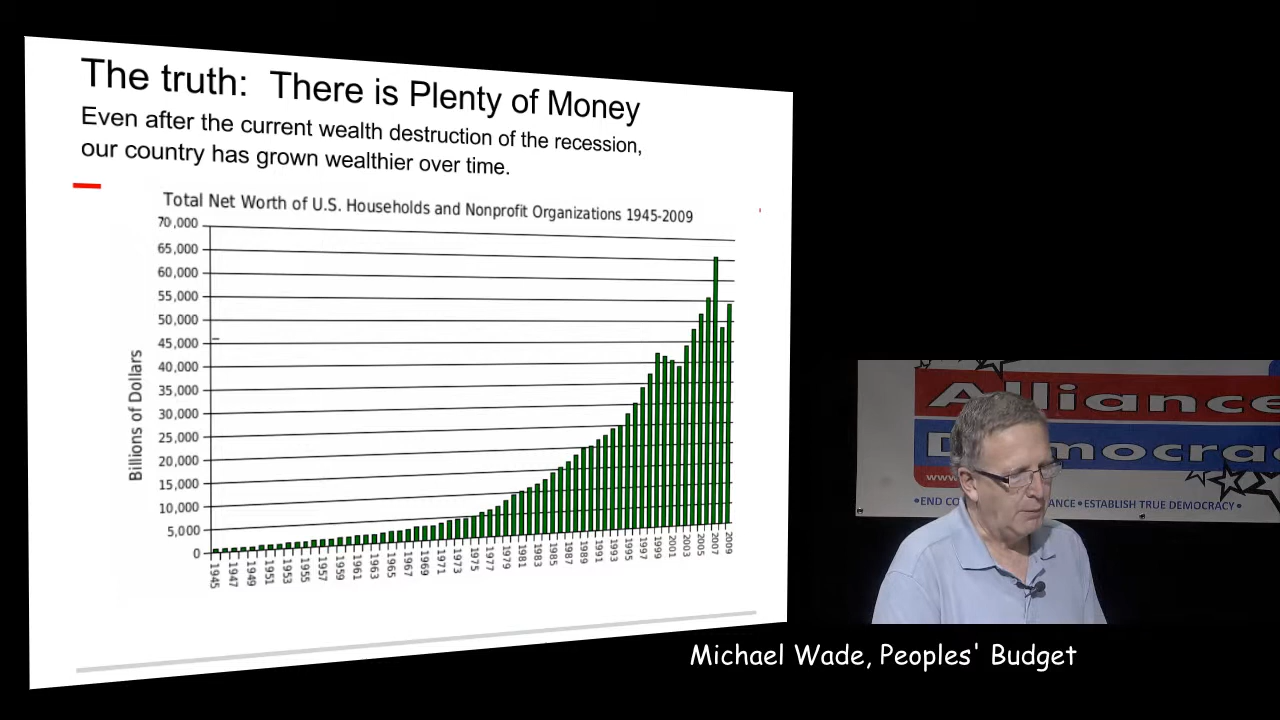 The truth: There is Plenty of Money
Even after the current wealth destruction of the recession,
our country has grown wealthier over time.
Total Net Worth of U.S. Households and Nonprofit Organizations 1945-2009
Billions of Dollars
70,000
65,000
60,000
55,000
50,000
45,000
40,000
35,000
30,000
25,000
20,000
15,000
10,000
5,000
0
1945 1947 1949 1951 1953 1955 1957 1959 1961 1963 1965 1967 1969 1971 1973 1975 1977 1979 1981 1983 1985 1987 1989 1991 1993 1995 1997 1999 2001 2003 2005 2007 2009
Alliance
Democrac
www
•END CO ANCE•ESTABLISH TRUE DEMOCRACY•
Michael Wade, Peoples' Budget